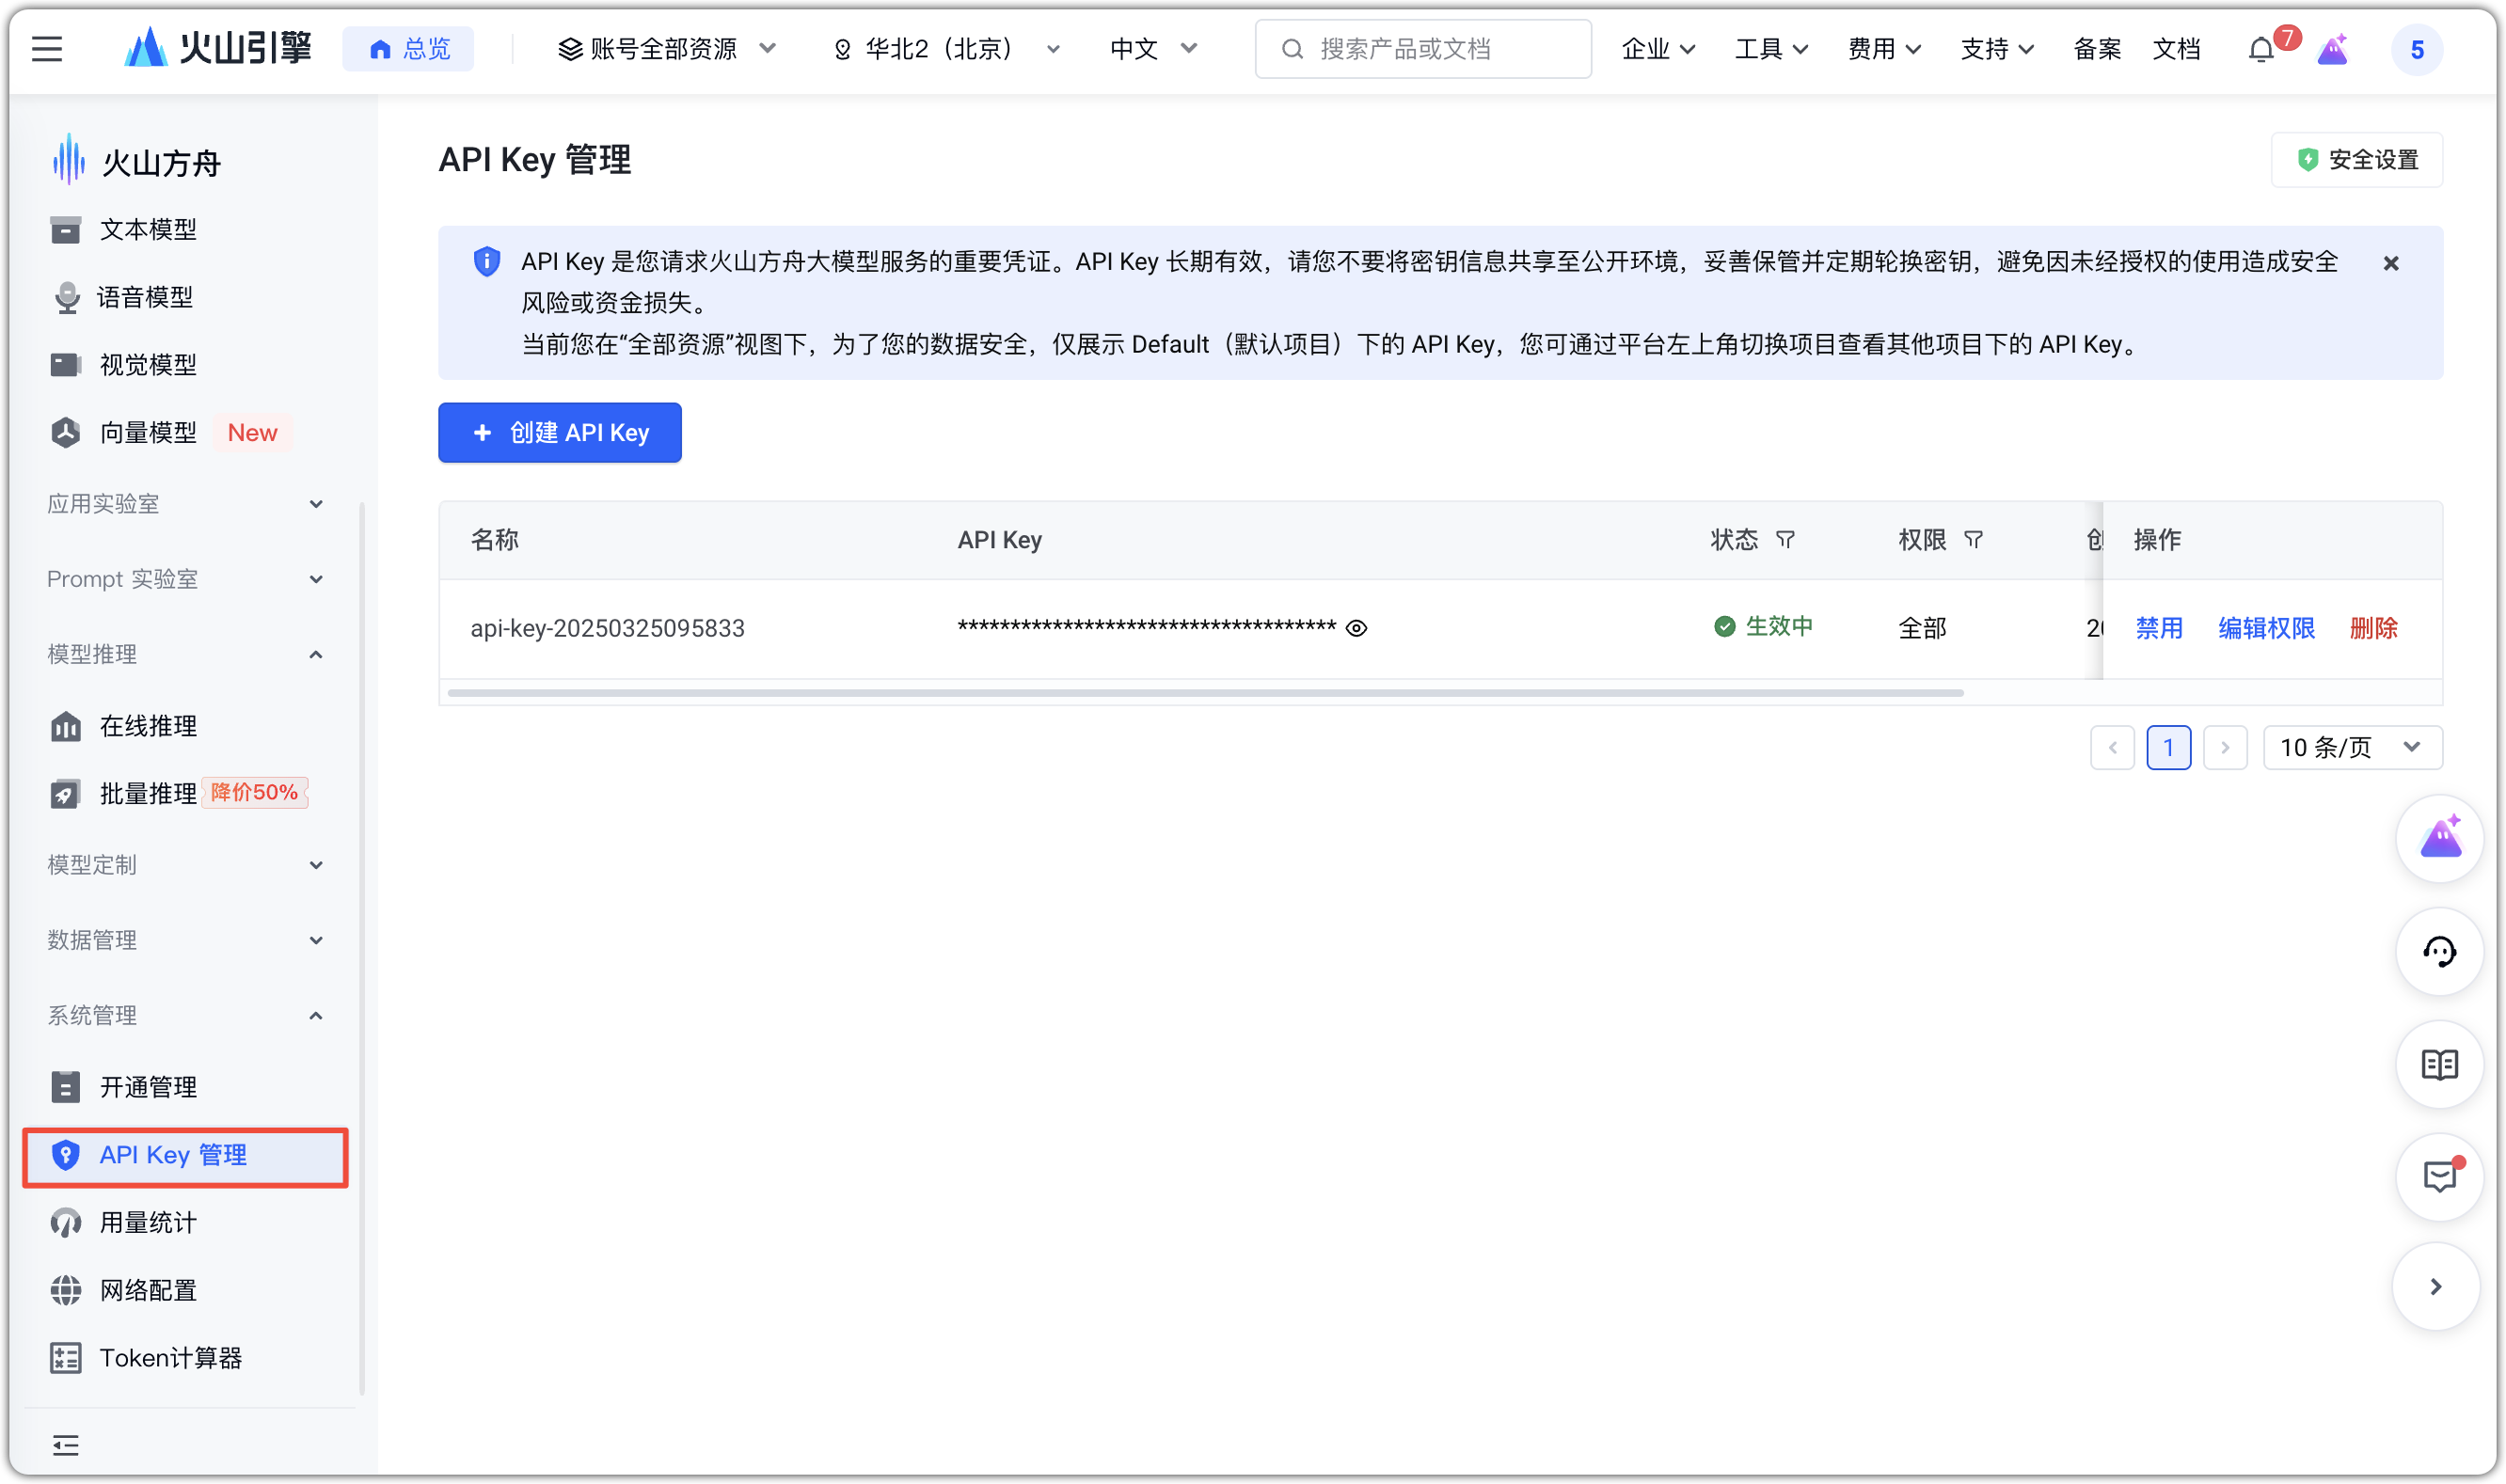 火山引擎
总览
账号全部资源
华北2（北京）
中文
搜索产品或文档
企业
工具
费用
支持
备案
文档
7
5
火山方舟
文本模型
语音模型
视觉模型
向量模型 New
应用实验室
Prompt 实验室
模型推理
在线推理
批量推理 降价50%
模型定制
数据管理
系统管理
开通管理
API Key 管理
用量统计
网络配置
Token计算器
API Key 管理
安全设置
API Key 是您请求火山方舟大模型服务的重要凭证。API Key 长期有效，请您不要将密钥信息共享至公开环境，妥善保管并定期轮换密钥，避免因未经授权的使用造成安全
风险或资金损失。
当前您在“全部资源”视图下，为了您的数据安全，仅展示 Default（默认项目）下的 API Key，您可通过平台左上角切换项目查看其他项目下的 API Key。
+ 创建 API Key
名称 API Key 状态 权限 操作
api-key-20250325095833 ************************************ 生效中 全部 20 禁用 编辑权限 删除
1 10 条/页